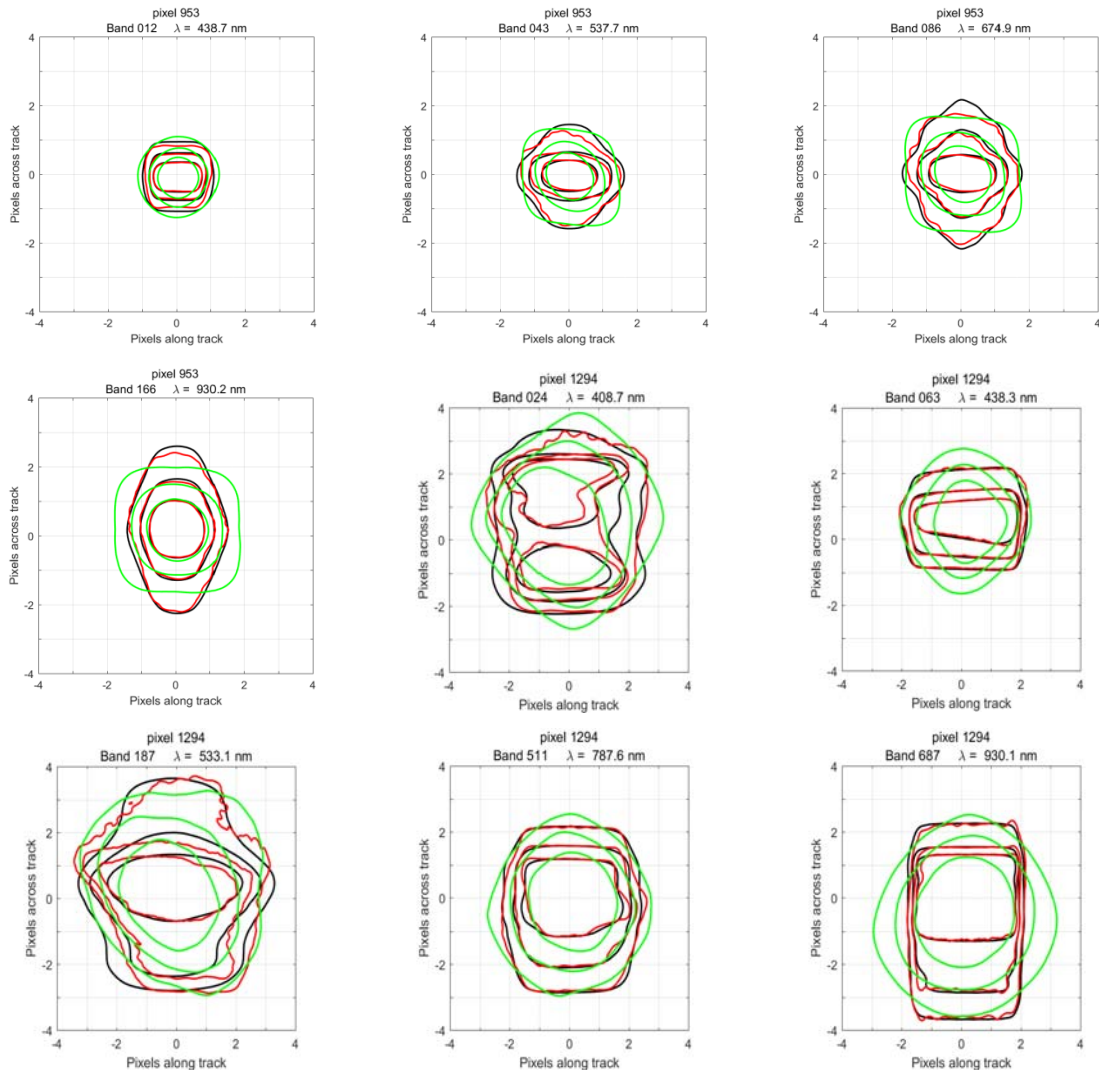 pixel 953
Band 012 λ = 438.7 nm
4
2
0
-2
-4
-4 -2 0 2 4
Pixels across track
Pixels along track
pixel 953
Band 043 λ = 537.7 nm
4
2
0
-2
-4
-4 -2 0 2 4
Pixels across track
Pixels along track
pixel 953
Band 086 λ = 674.9 nm
4
2
0
-2
-4
-4 -2 0 2 4
Pixels across track
Pixels along track
pixel 953
Band 166 λ = 930.2 nm
4
2
0
-2
-4
-4 -2 0 2 4
Pixels across track
Pixels along track
pixel 1294
Band 024 λ = 408.7 nm
4
2
0
-2
-4
-4 -2 0 2 4
Pixels across track
Pixels along track
pixel 1294
Band 063 λ = 438.3 nm
4
2
0
-2
-4
-4 -2 0 2 4
Pixels across track
Pixels along track
pixel 1294
Band 187 λ = 533.1 nm
4
2
0
-2
-4
-4 -2 0 2 4
Pixels across track
Pixels along track
pixel 1294
Band 511 λ = 787.6 nm
4
2
0
-2
-4
-4 -2 0 2 4
Pixels across track
Pixels along track
pixel 1294
Band 687 λ = 930.1 nm
4
2
0
-2
-4
-4 -2 0 2 4
Pixels across track
Pixels along track